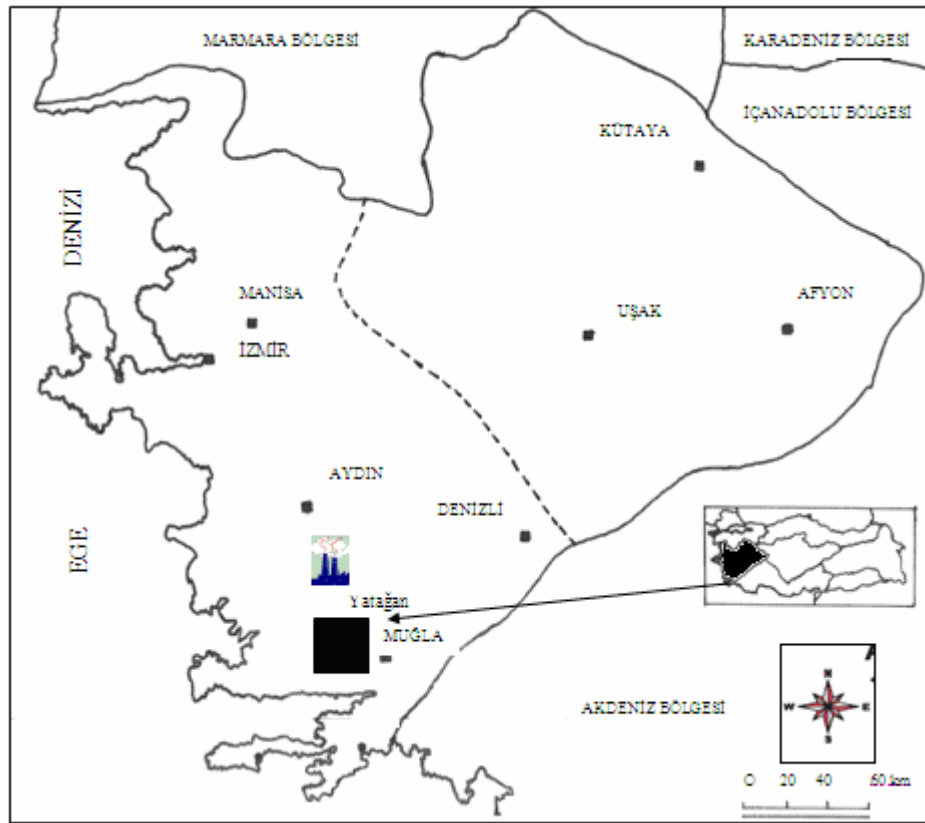 MARMARA BÖLGESİ
KARADENİZ BÖLGESİ
İÇANADOLU BÖLGESİ
KÜTAYA
DENİZİ
MANİSA
UŞAK
AFYON
İZMİR
AYDIN
DENİZLİ
EGE
Yatağan
MUĞLA
AKDENİZ BÖLGESİ
N
W E
S
O 20 40 60 km